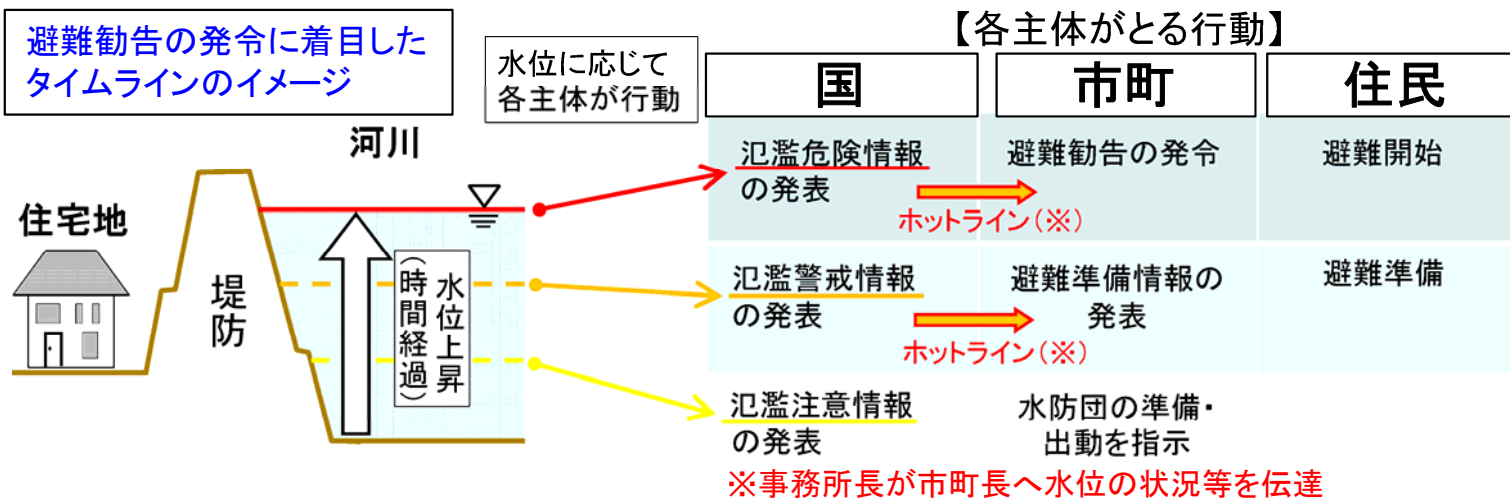 避難勧告の発令に着目した
タイムラインのイメージ
水位に応じて
各主体が行動
【各主体がとる行動】
国
市町
住民
河川
住宅地
堤防
水位上昇
(時間経過)
氾濫危険情報
の発表
避難勧告の発令
避難開始
ホットライン(※)
氾濫警戒情報
の発表
避難準備情報の
発表
避難準備
ホットライン(※)
氾濫注意情報
の発表
水防団の準備・
出動を指示
※事務所長が市町長へ水位の状況等を伝達